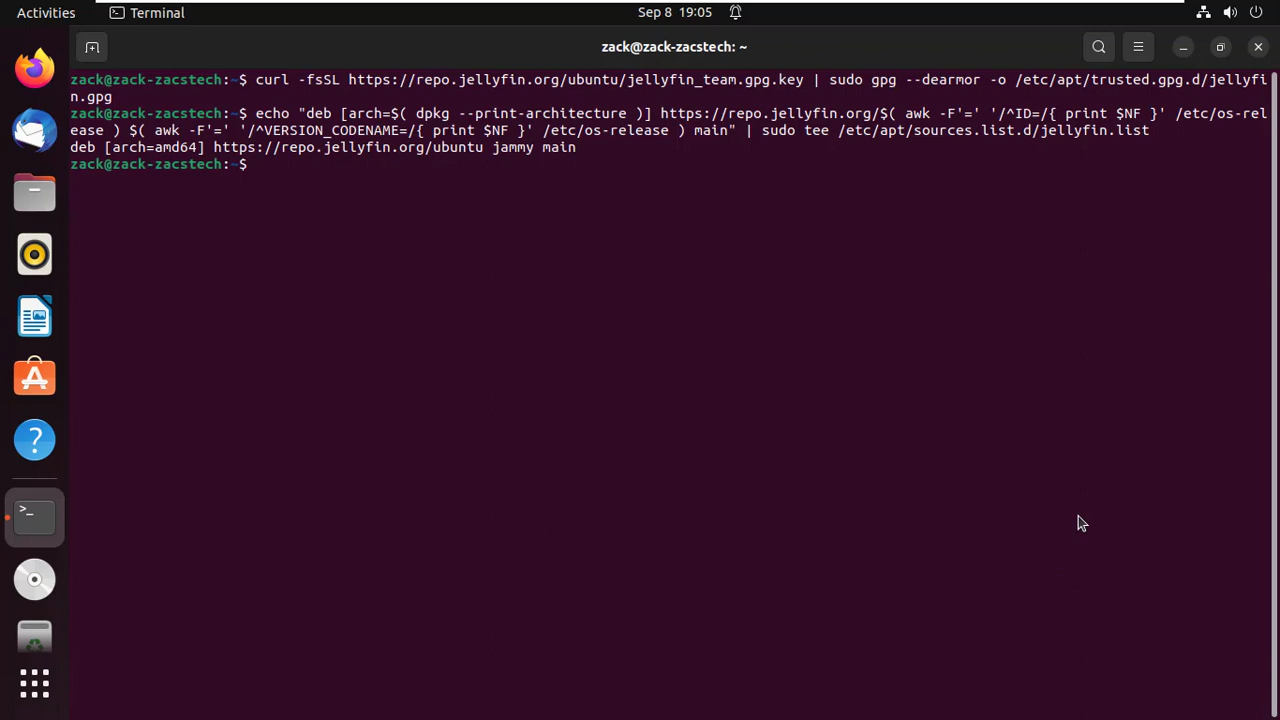 Activities
Terminal
Sep 8 19:05
zack@zack-zacstech: ~
zack@zack-zacstech:~$ curl -fsSL https://repo.jellyfin.org/ubuntu/jellyfin_team.gpg.key | sudo gpg --dearmor -o /etc/apt/trusted.gpg.d/jellyfi
n.gpg
zack@zack-zacstech:~$ echo "deb [arch=$( dpkg --print-architecture )] https://repo.jellyfin.org/$( awk -F'=' '/^ID=/{ print $NF }' /etc/os-rel
ease ) $( awk -F'=' '/^VERSION_CODENAME=/{ print $NF }' /etc/os-release ) main" | sudo tee /etc/apt/sources.list.d/jellyfin.list
deb [arch=amd64] https://repo.jellyfin.org/ubuntu jammy main
zack@zack-zacstech:~$